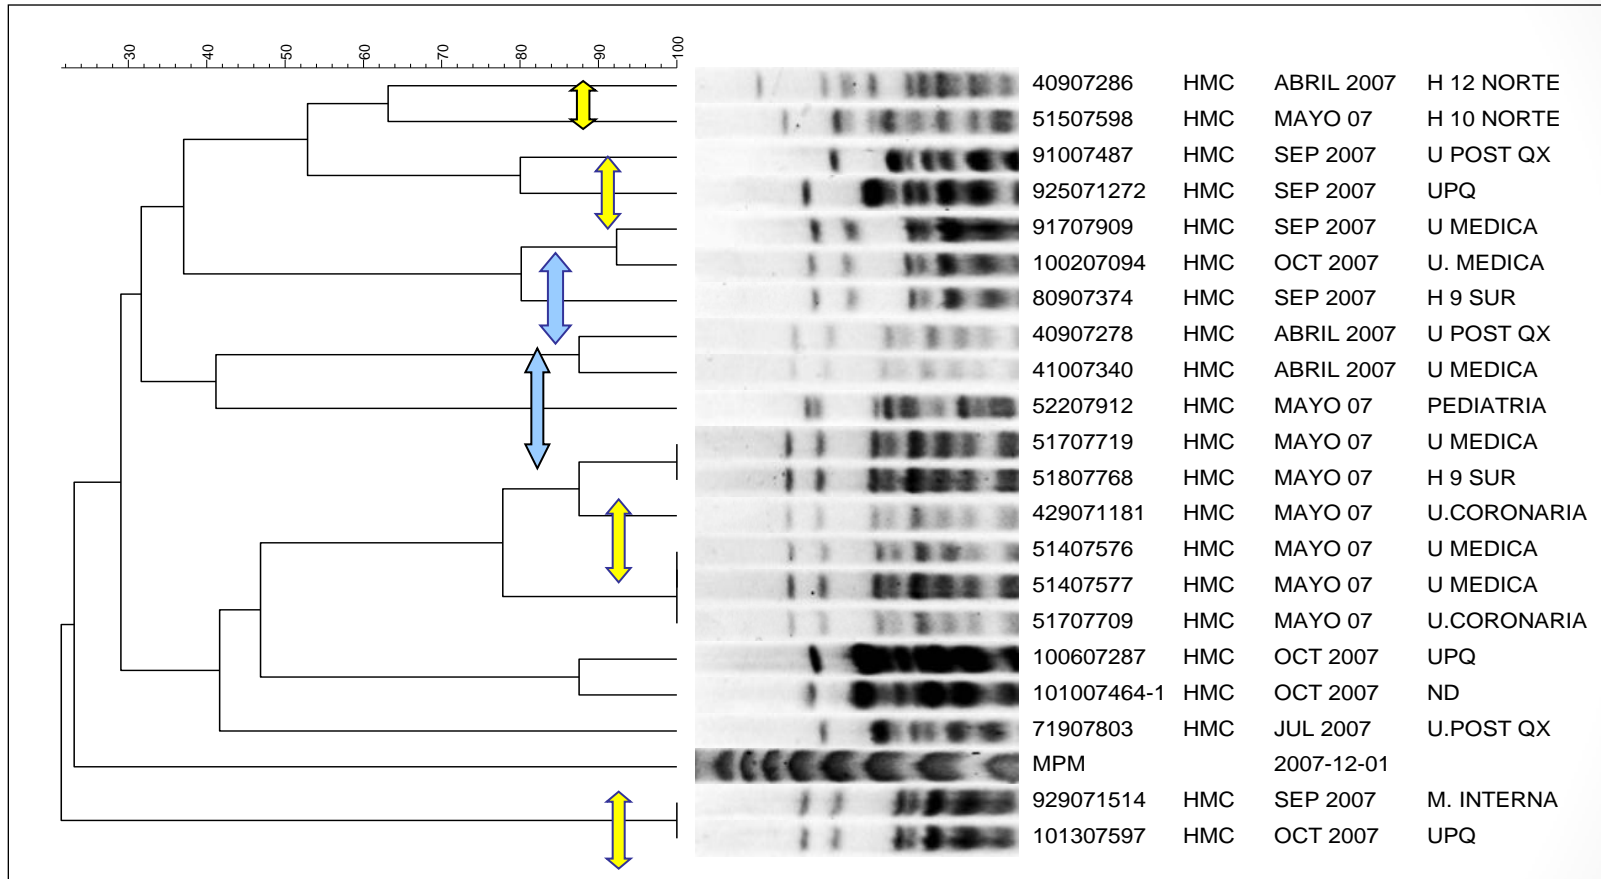 30 40 50 60 70 80 90 100
40907286 HMC ABRIL 2007 H 12 NORTE
51507598 HMC MAYO 07 H 10 NORTE
91007487 HMC SEP 2007 U POST QX
925071272 HMC SEP 2007 UPQ
91707909 HMC SEP 2007 U MEDICA
100207094 HMC OCT 2007 U. MEDICA
80907374 HMC SEP 2007 H 9 SUR
40907278 HMC ABRIL 2007 U POST QX
41007340 HMC ABRIL 2007 U MEDICA
52207912 HMC MAYO 07 PEDIATRIA
51707719 HMC MAYO 07 U MEDICA
51807768 HMC MAYO 07 H 9 SUR
429071181 HMC MAYO 07 U.CORONARIA
51407576 HMC MAYO 07 U MEDICA
51407577 HMC MAYO 07 U MEDICA
51707709 HMC MAYO 07 U.CORONARIA
100607287 HMC OCT 2007 UPQ
101007464-1 HMC OCT 2007 ND
71907803 HMC JUL 2007 U.POST QX
MPM 2007-12-01
929071514 HMC SEP 2007 M. INTERNA
101307597 HMC OCT 2007 UPQ